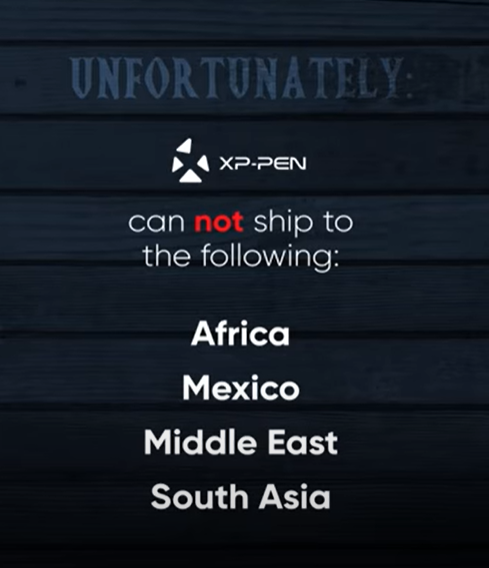 UNFORTUNATELY:
XP-PEN
can not ship to
the following:
Africa
Mexico
Middle East
South Asia